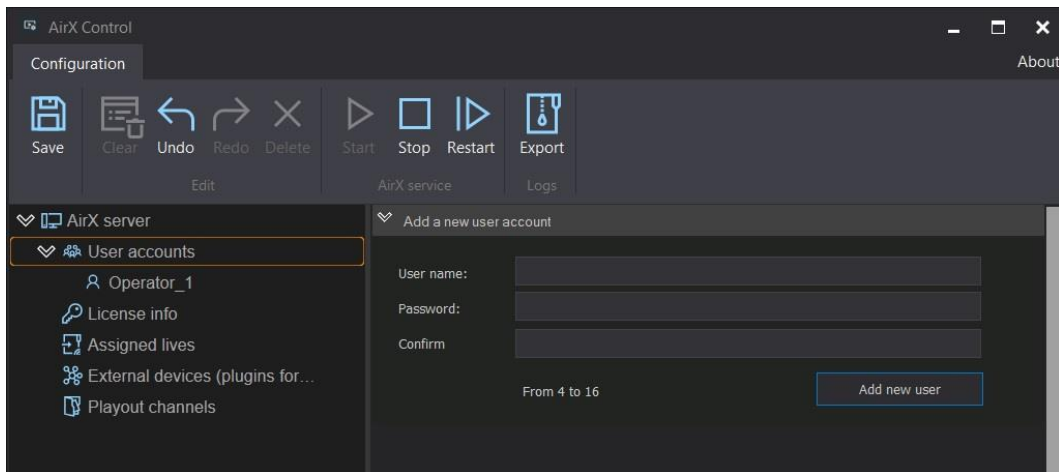 AirX Control
Configuration
About
Save
Clear
Undo
Redo
Delete
Start
Stop
Restart
Export
Edit
AirX service
Logs
AirX server
User accounts
Operator_1
License info
Assigned lives
External devices (plugins for...
Playout channels
Add a new user account
User name:
Password:
Confirm
From 4 to 16
Add new user